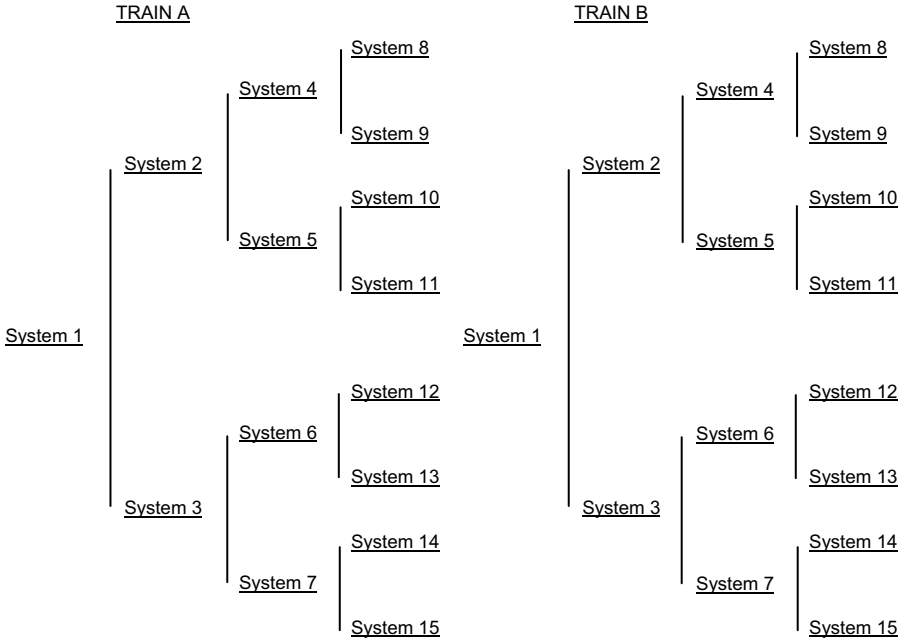 TRAIN A
System 8
System 4
System 9
System 2
System 10
System 5
System 11
System 1
System 12
System 6
System 13
System 3
System 14
System 7
System 15
TRAIN B
System 8
System 4
System 9
System 2
System 10
System 5
System 11
System 1
System 12
System 6
System 13
System 3
System 14
System 7
System 15